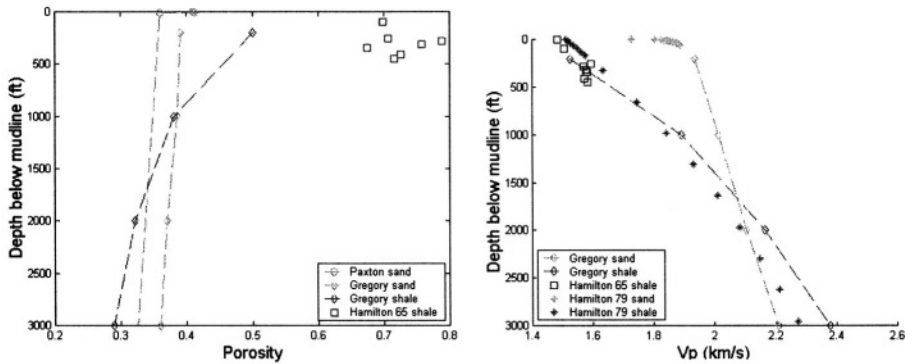 Depth below mudline (ft)
0
500
1000
1500
2000
2500
3000
0.2
0.3
0.4
0.5
0.6
0.7
0.8
Porosity
Paxton sand
Gregory sand
Gregory shale
Hamilton 65 shale
Depth below mudline (ft)
0
500
1000
1500
2000
2500
3000
1.4
1.6
1.8
2
2.2
2.4
2.6
Vp (km/s)
Gregory sand
Gregory shale
Hamilton 65 shale
Hamilton 79 sand
Hamilton 79 shale